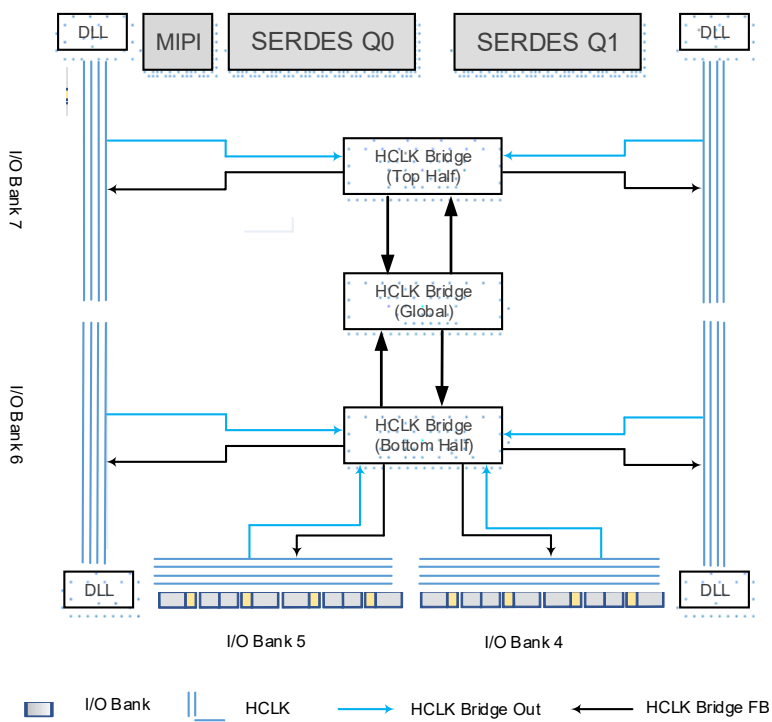 DLL
MIPI
SERDES Q0
SERDES Q1
DLL
HCLK Bridge
(Top Half)
I/O Bank 7
HCLK Bridge
(Global)
I/O Bank 6
HCLK Bridge
(Bottom Half)
DLL
DLL
I/O Bank 5
I/O Bank 4
I/O Bank
HCLK
HCLK Bridge Out
HCLK Bridge FB